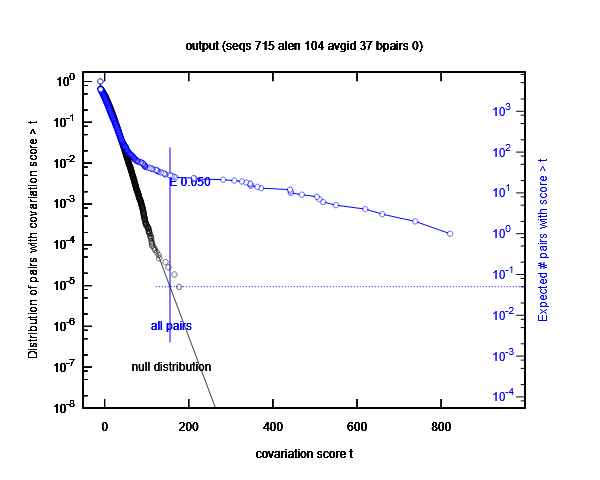 output (seqs 715 alen 104 avgid 37 bpairs 0)
Distribution of pairs with covariation score > t
10^0
10^-1
10^-2
10^-3
10^-4
10^-5
10^-6
10^-7
10^-8
E 0.050
all pairs
null distribution
10^3
10^2
10^1
10^0
10^-1
10^-2
10^-3
10^-4
Expected # pairs with score > t
0 200 400 600 800
covariation score t